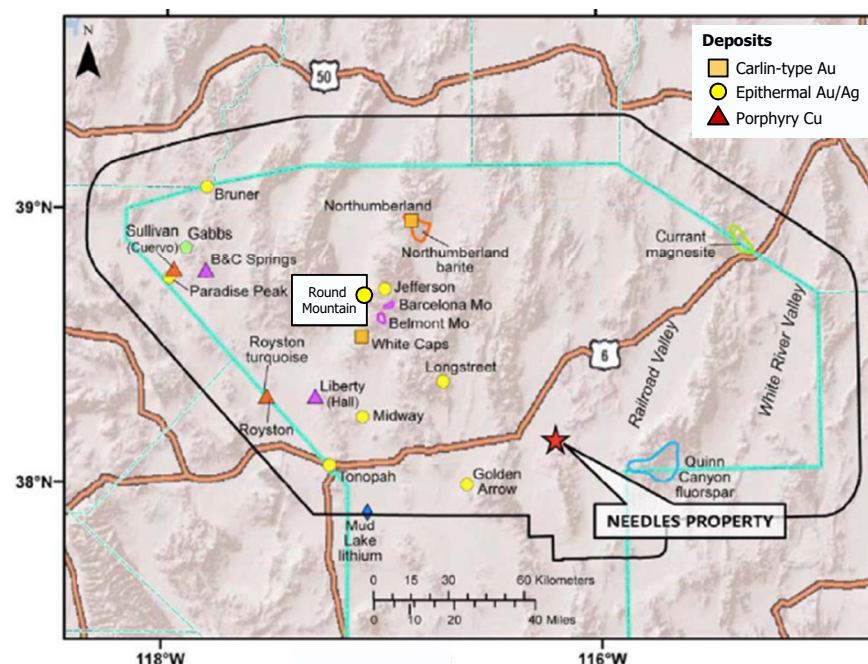 N
50
Deposits
Carlin-type Au
Epithermal Au/Ag
Porphyry Cu
39°N
Bruner
Northumberland
Northumberland
barite
Currant
magnesite
Sullivan
(Cuervo)
Gabbs
B&C Springs
Paradise Peak
Round
Mountain
Jefferson
Barcelona Mo
Belmont Mo
White Caps
6
Railroad Valley
White River Valley
Royston
turquoise
Longstreet
Liberty
(Hall)
Royston
Midway
38°N
Tonopah
Golden
Arrow
Quinn
Canyon
fluorspar
NEEDLES PROPERTY
Mud
Lake
lithium
0 15 30 60 Kilometers
0 10 20 40 Miles
118°W
116°W